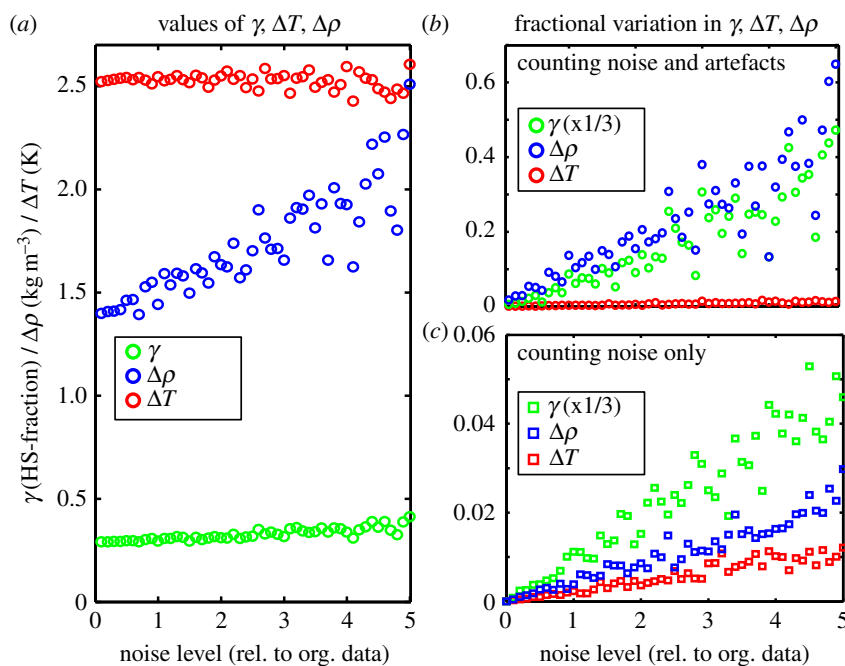 (a) values of γ, ΔT, Δρ
γ(HS-fraction) / Δρ (kg m⁻³) / ΔT (K)
3.0
2.5
2.0
1.5
1.0
0.5
0
γ
Δρ
ΔT
0 1 2 3 4 5
noise level (rel. to org. data)
(b) fractional variation in γ, ΔT, Δρ
counting noise and artefacts
0.6
0.4
0.2
0
γ(x1/3)
Δρ
ΔT
(c)
counting noise only
0.06
0.04
0.02
0
γ(x1/3)
Δρ
ΔT
0 1 2 3 4 5
noise level (rel. to org. data)